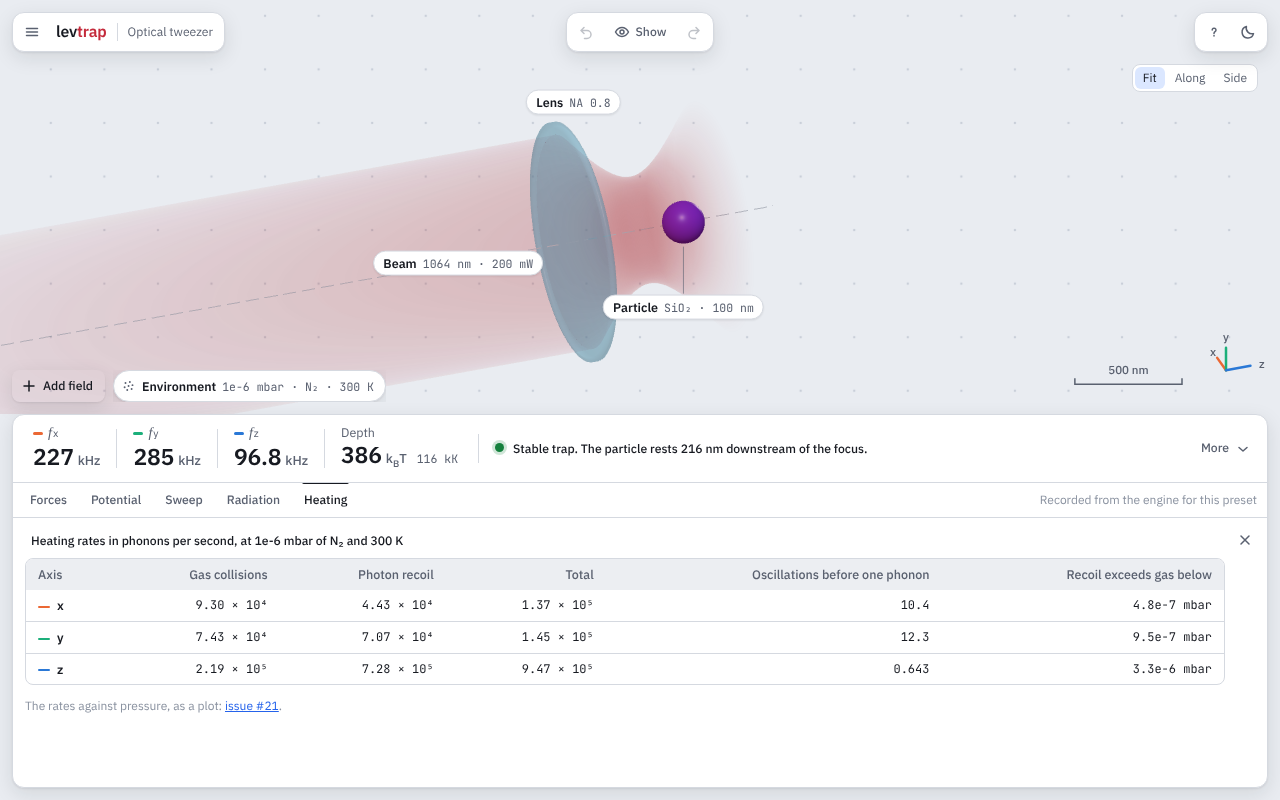 levtrap Optical tweezer
Show
?
Fit Along Side
Lens NA 0.8
Beam 1064 nm · 200 mW
Particle SiO₂ · 100 nm
Add field
Environment 1e-6 mbar · N₂ · 300 K
500 nm
x y z
fx fy fz Depth
227 kHz 285 kHz 96.8 kHz 386 k_BT 116 kK
Stable trap. The particle rests 216 nm downstream of the focus.
More
Forces Potential Sweep Radiation Heating
Recorded from the engine for this preset
Heating rates in phonons per second, at 1e-6 mbar of N₂ and 300 K
Axis Gas collisions Photon recoil Total Oscillations before one phonon Recoil exceeds gas below
x 9.30 × 10⁴ 4.43 × 10⁴ 1.37 × 10⁵ 10.4 4.8e-7 mbar
y 7.43 × 10⁴ 7.07 × 10⁴ 1.45 × 10⁵ 12.3 9.5e-7 mbar
z 2.19 × 10⁵ 7.28 × 10⁵ 9.47 × 10⁵ 0.643 3.3e-6 mbar
The rates against pressure, as a plot: issue #21.